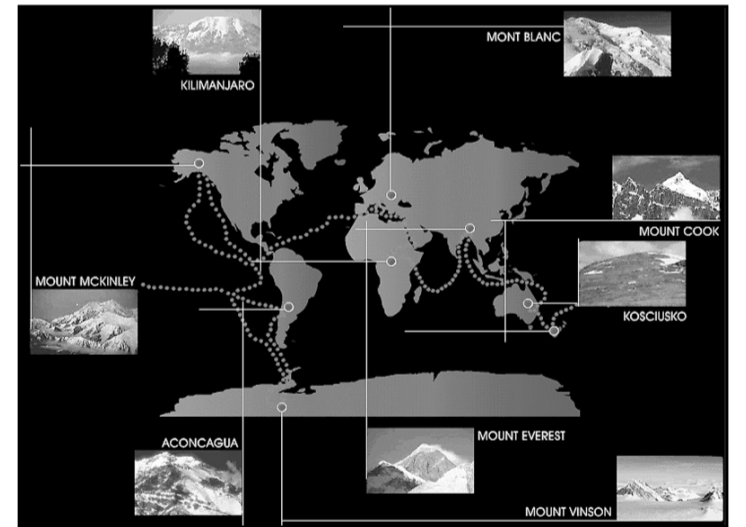 MONT BLANC
KILIMANJARO
MOUNT COOK
MOUNT MCKINLEY
KOSCIUSKO
MOUNT EVEREST
ACONCAGUA
MOUNT VINSON